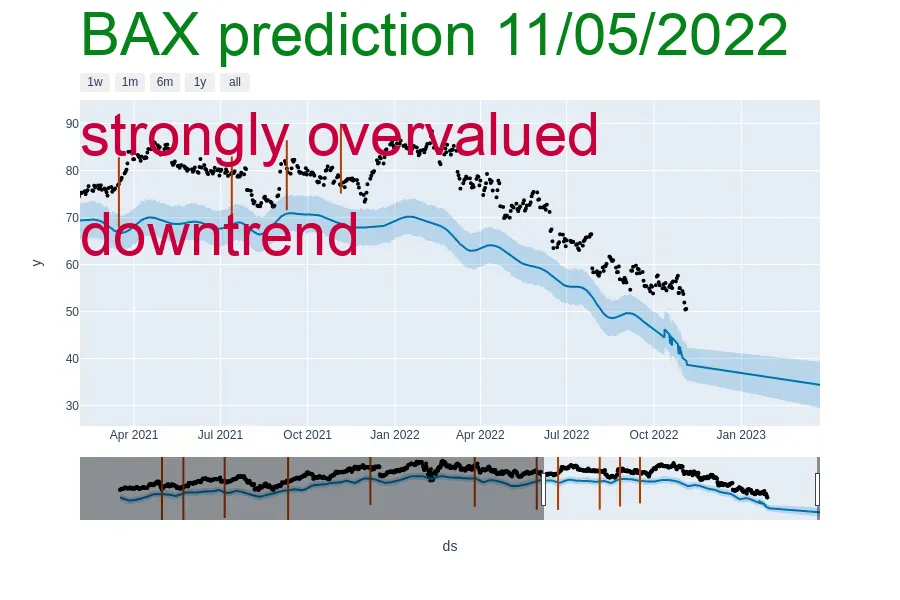 BAX prediction 11/05/2022
1w 1m 6m 1y all
strongly overvalued
downtrend
90
80
70
60
50
40
30
y
Apr 2021 Jul 2021 Oct 2021 Jan 2022 Apr 2022 Jul 2022 Oct 2022 Jan 2023
ds